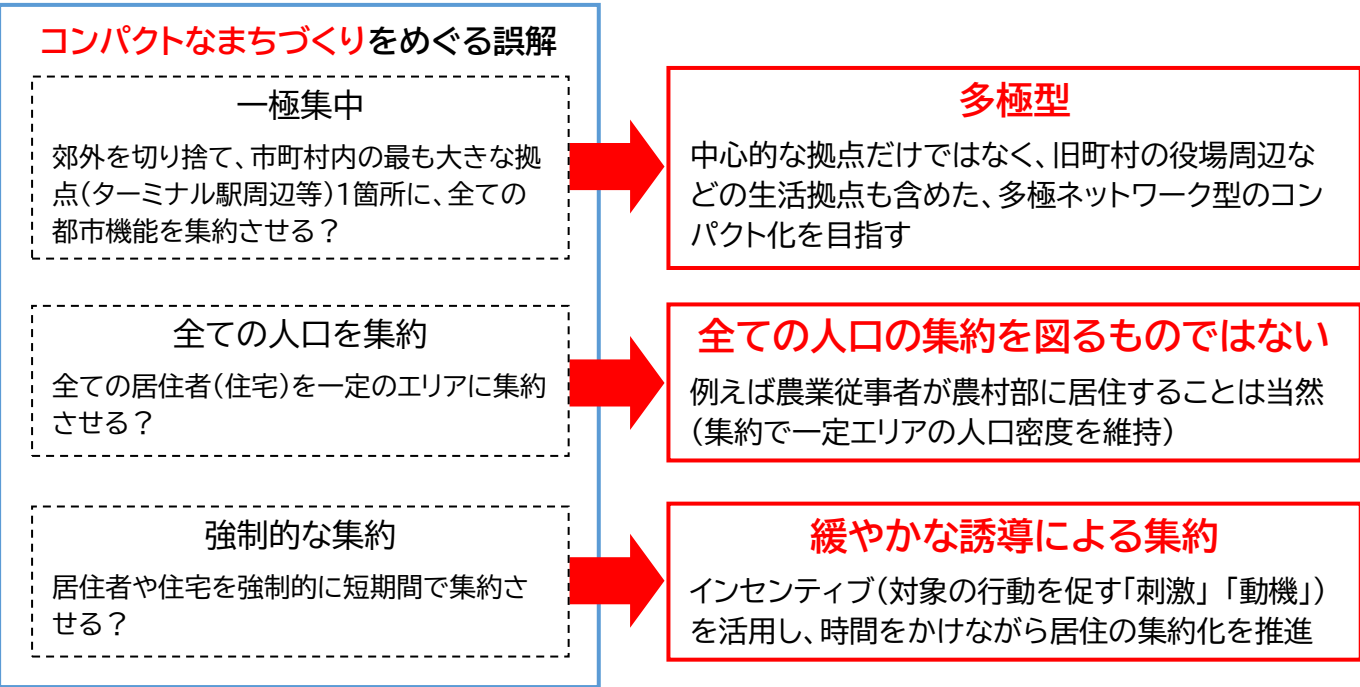 コンパクトなまちづくりをめぐる誤解
一極集中
郊外を切り捨て、市町村内の最も大きな拠
点(ターミナル駅周辺等)1箇所に、全ての
都市機能を集約させる?
多極型
中心的な拠点だけではなく、旧町村の役場周辺な
どの生活拠点も含めた、多極ネットワーク型のコン
パクト化を目指す
全ての人口を集約
全ての居住者(住宅)を一定のエリアに集約
させる?
全ての人口の集約を図るものではない
例えば農業従事者が農村部に居住することは当然
(集約で一定エリアの人口密度を維持)
強制的な集約
居住者や住宅を強制的に短期間で集約さ
せる?
緩やかな誘導による集約
インセンティブ(対象の行動を促す「刺激」「動機」)
を活用し、時間をかけながら居住の集約化を推進